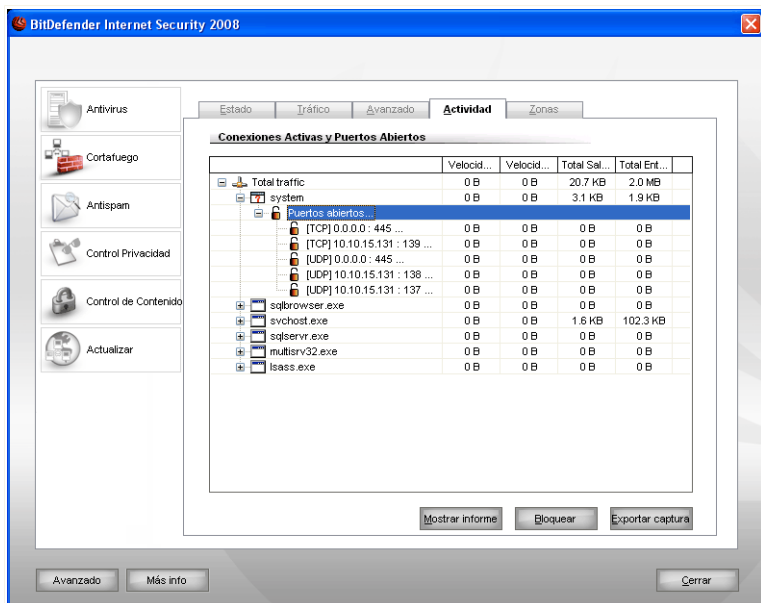 BitDefender Internet Security 2008
Antivirus
Cortafuego
Antispam
Control Privacidad
Control de Contenido
Actualizar
Estado Tráfico Avanzado Actividad Zonas
Conexiones Activas y Puertos Abiertos
Velocid... Velocid... Total Sal... Total Ent...
Total traffic 0 B 0 B 20.7 KB 2.0 MB
system 0 B 0 B 3.1 KB 1.9 KB
Puertos abiertos...
[TCP] 0.0.0.0 : 445 ... 0 B 0 B 0 B 0 B
[TCP] 10.10.15.131 : 139 ... 0 B 0 B 0 B 0 B
[UDP] 0.0.0.0 : 445 ... 0 B 0 B 0 B 0 B
[UDP] 10.10.15.131 : 138 ... 0 B 0 B 0 B 0 B
[UDP] 10.10.15.131 : 137 ... 0 B 0 B 0 B 0 B
sqlbrowser.exe 0 B 0 B 0 B 0 B
svchost.exe 0 B 0 B 1.6 KB 102.3 KB
sqlservr.exe 0 B 0 B 0 B 0 B
multisrv32.exe 0 B 0 B 0 B 0 B
lsass.exe 0 B 0 B 0 B 0 B
Mostrar informe Bloquear Exportar captura
Avanzado Más info Cerrar